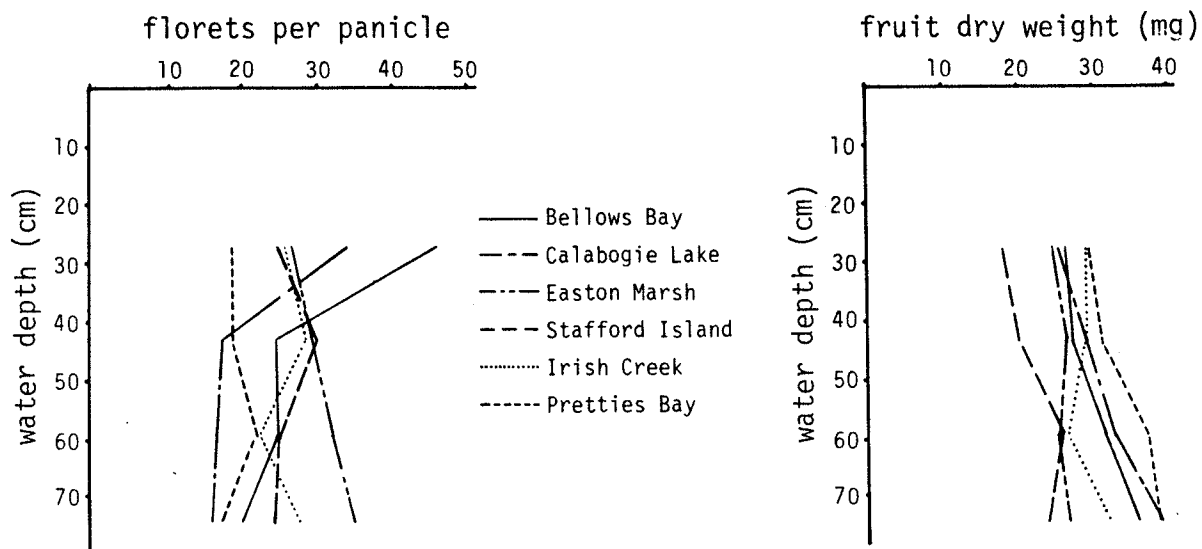 florets per panicle
10 20 30 40 50
water depth (cm)
10
20
30
40
50
60
70
Bellows Bay
Calabogie Lake
Easton Marsh
Stafford Island
Irish Creek
Pretties Bay
fruit dry weight (mg)
10 20 30 40
water depth (cm)
10
20
30
40
50
60
70